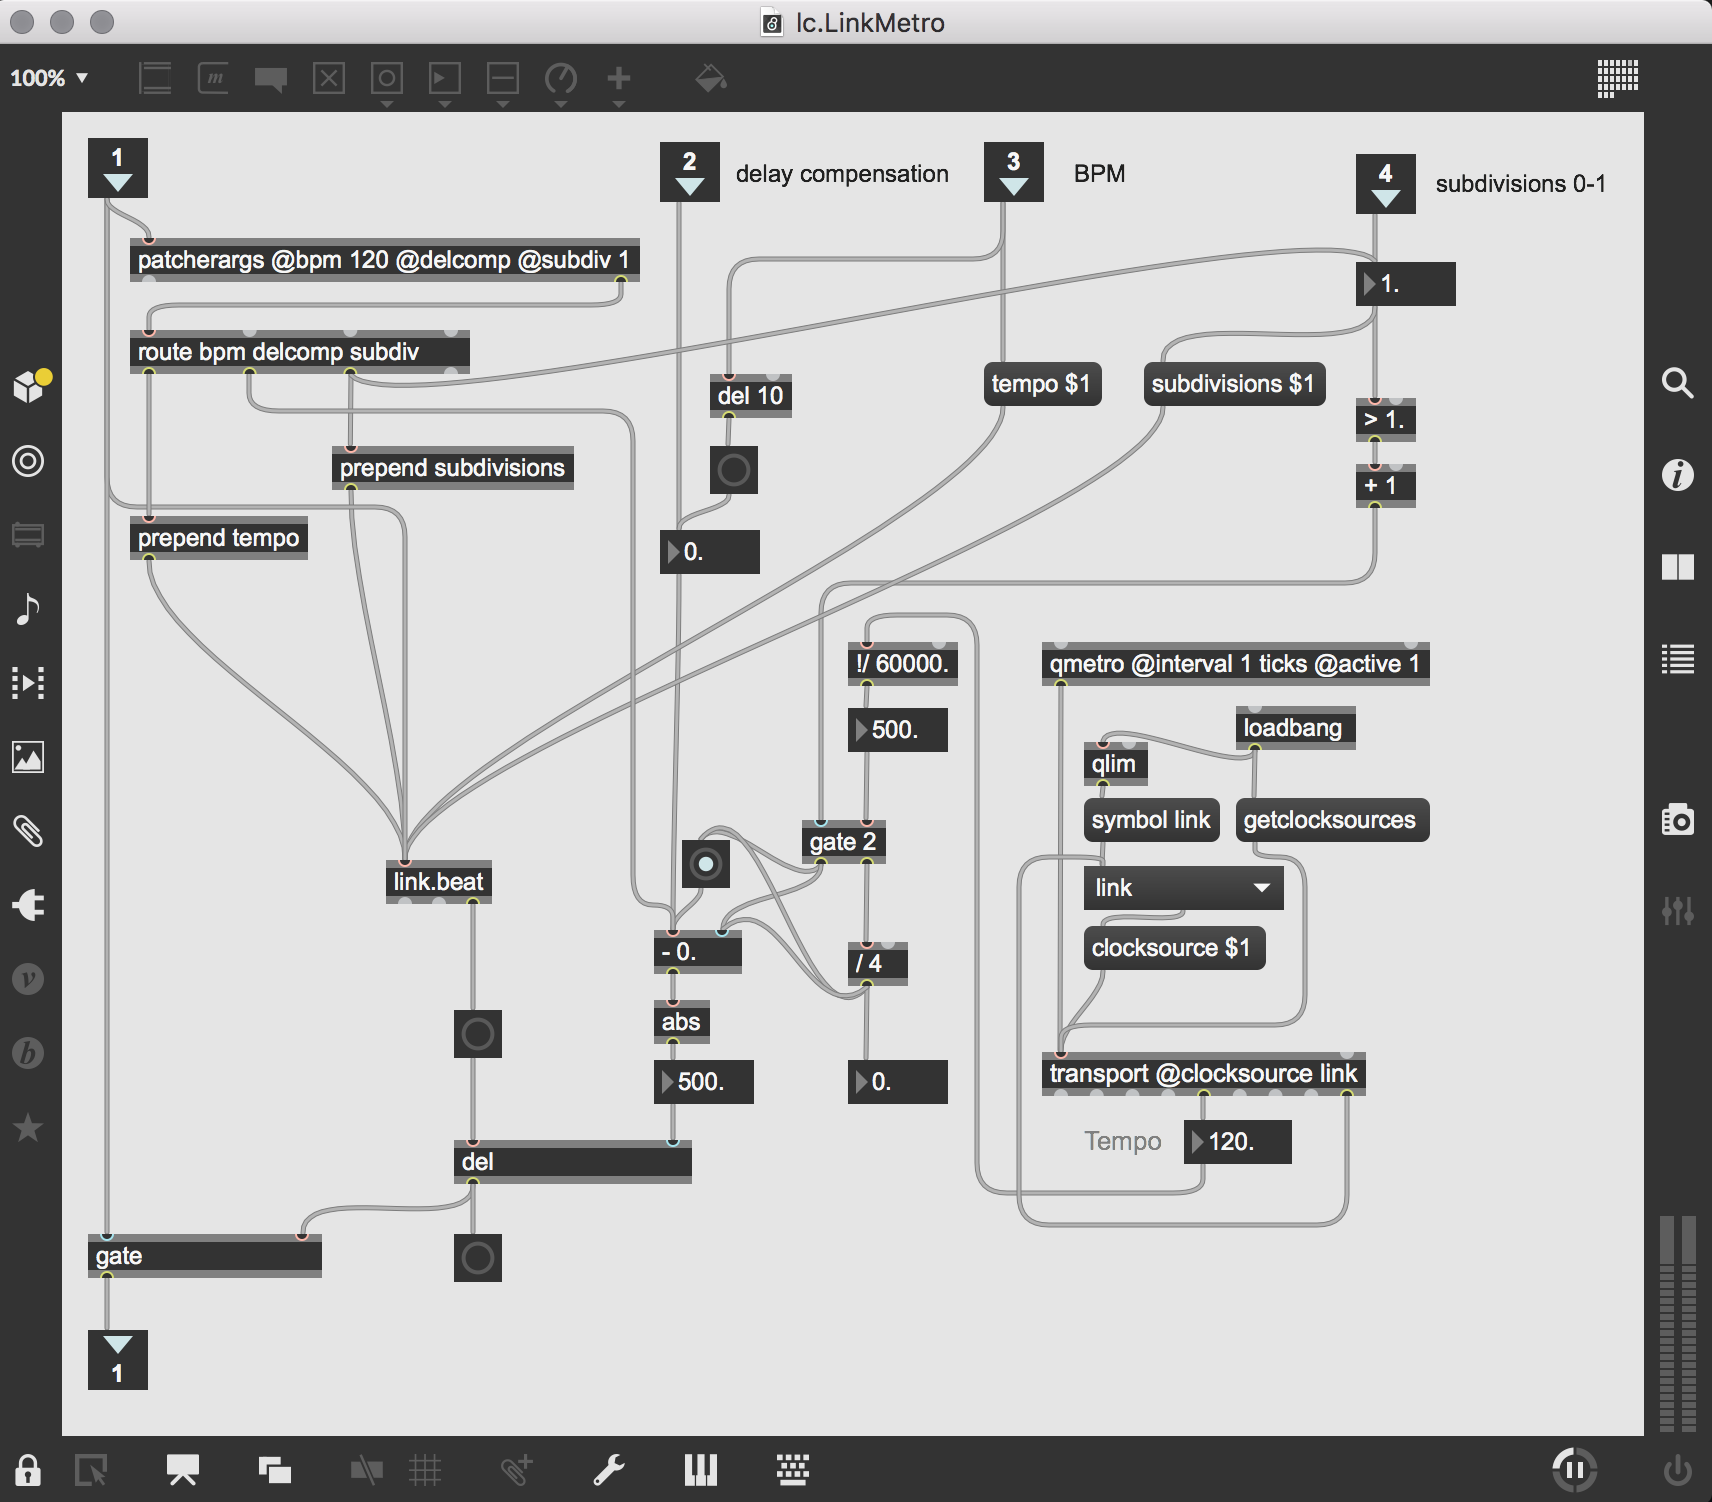 lc.LinkMetro
100%
1
2
delay compensation
3
BPM
4
subdivisions 0-1
patcherargs @bpm 120 @delcomp @subdiv 1
1.
route bpm delcomp subdiv
del 10
tempo $1
subdivisions $1
> 1.
prepend subdivisions
+ 1
prepend tempo
0.
!/ 60000.
qmetro @interval 1 ticks @active 1
500.
loadbang
qlim
symbol link
getclocksources
gate 2
link.beat
link
- 0.
/ 4
clocksource $1
abs
500.
0.
transport @clocksource link
Tempo
120.
del
gate
1